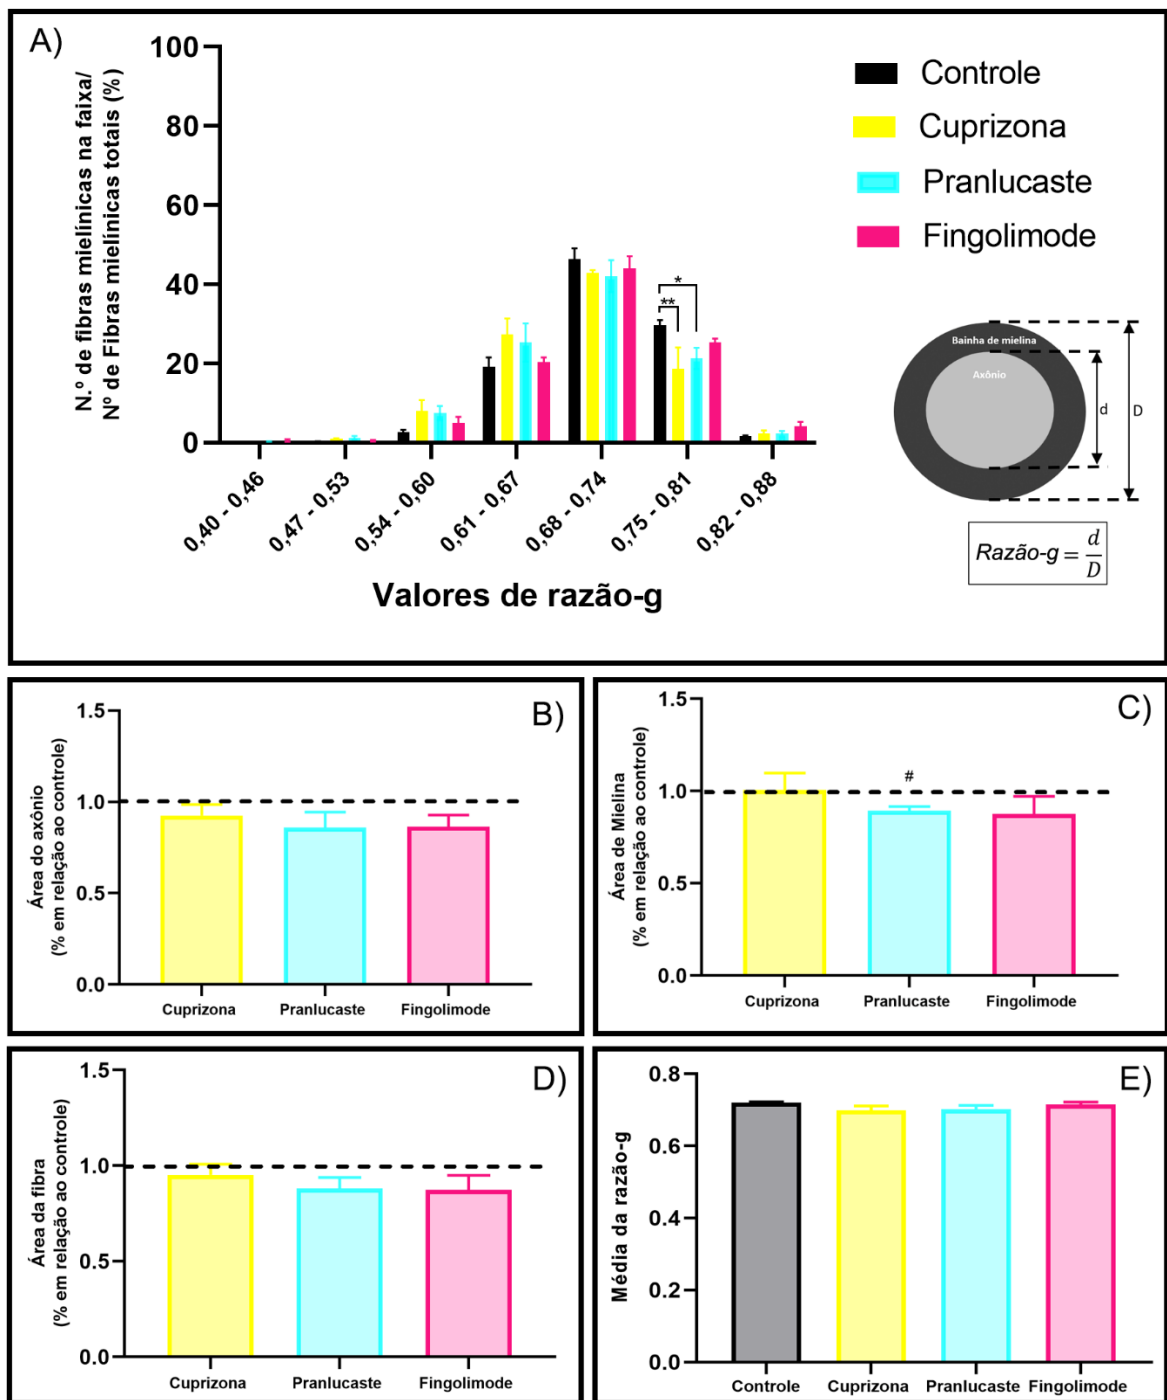 A)
N.º de fibras mielínicas na faixa/
Nº de Fibras mielínicas totais (%)
100
80
60
40
20
0
*
**
0,40 - 0,46
0,47 - 0,53
0,54 - 0,60
0,61 - 0,67
0,68 - 0,74
0,75 - 0,81
0,82 - 0,88
Valores de razão-g
Controle
Cuprizona
Pranlucaste
Fingolimode
Bainha de mielina
Axônio
d
D
Razão-g = d/D
B)
Área do axônio
(% em relação ao controle)
1.5
1.0
0.5
0.0
Cuprizona
Pranlucaste
Fingolimode
C)
Área de Mielina
(% em relação ao controle)
1.5
1.0
0.5
0.0
#
Cuprizona
Pranlucaste
Fingolimode
D)
Área da fibra
(% em relação ao controle)
1.5
1.0
0.5
0.0
Cuprizona
Pranlucaste
Fingolimode
E)
Média da razão-g
0.8
0.6
0.4
0.2
0.0
Controle
Cuprizona
Pranlucaste
Fingolimode